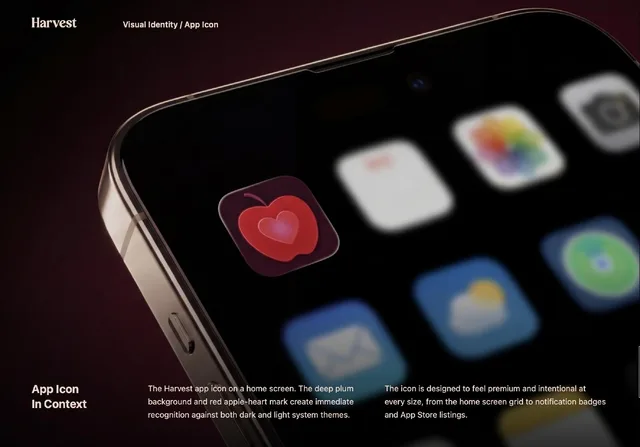 Harvest
Visual Identity / App Icon
App Icon
In Context
The Harvest app icon on a home screen. The deep plum
background and red apple-heart mark create immediate
recognition against both dark and light system themes.
The icon is designed to feel premium and intentional at
every size, from the home screen grid to notification badges
and App Store listings.